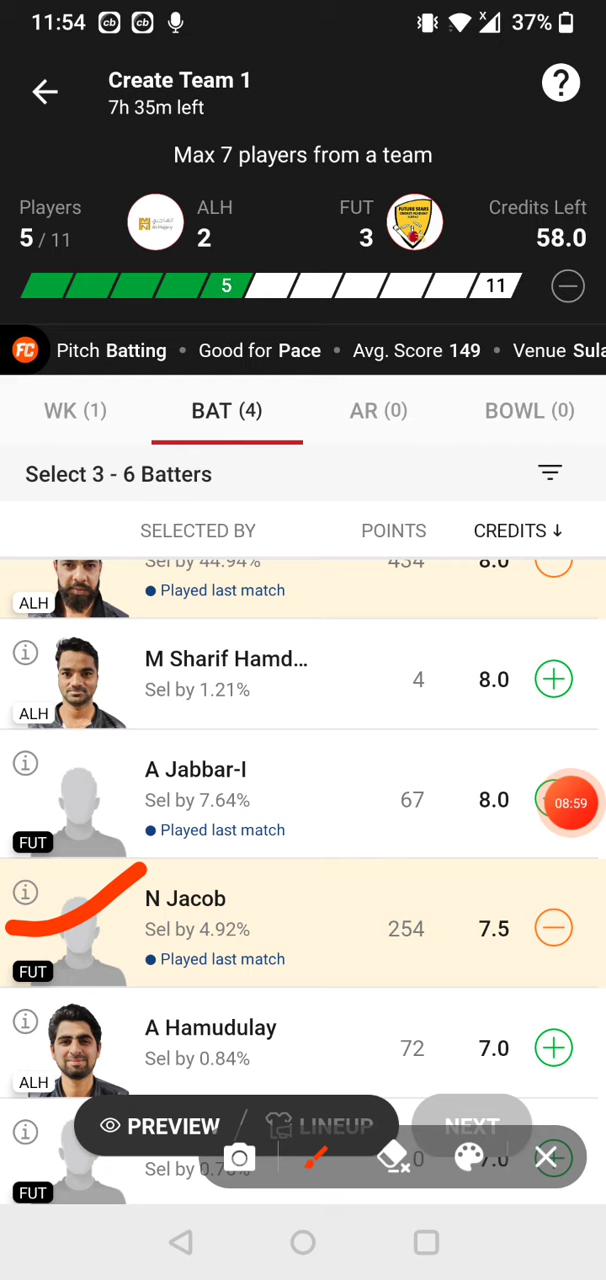 11:54 cb cb 37%
Create Team 1
7h 35m left
?
Max 7 players from a team
Players ALH FUT Credits Left
5 / 11 2 3 58.0
5 11
FC Pitch Batting • Good for Pace • Avg. Score 149 • Venue Sula
WK (1) BAT (4) AR (0) BOWL (0)
Select 3 - 6 Batters
SELECTED BY POINTS CREDITS ↓
Sel by 44.94% 434 8.0
ALH Played last match
M Sharif Hamd...
Sel by 1.21% 4 8.0
ALH
A Jabbar-I
Sel by 7.64% 67 8.0 08:59
FUT Played last match
N Jacob
Sel by 4.92% 254 7.5
FUT Played last match
A Hamudulay
Sel by 0.84% 72 7.0
ALH
PREVIEW / LINEUP NEXT
Sel by 0 7.0
FUT